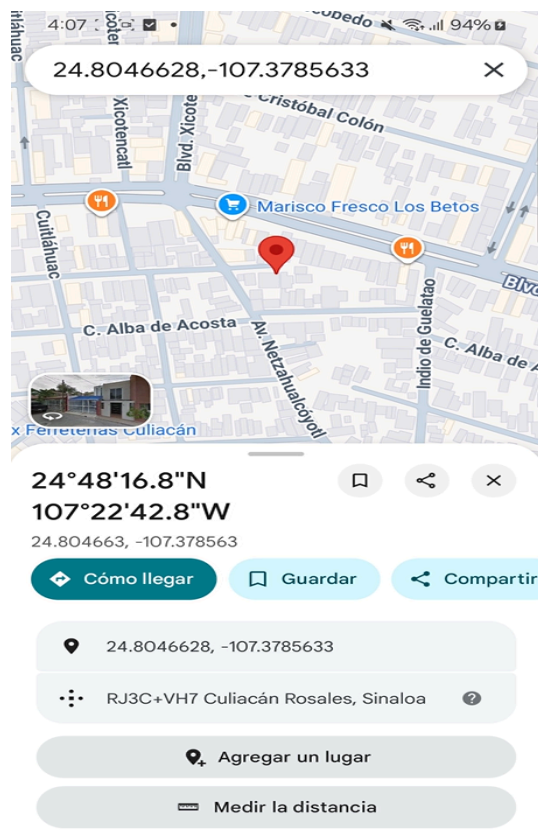 4:07
94%
24.8046628,-107.3785633
Cuitláhuac
Xicotencatl
Blvd. Xicote
Cristóbal Colón
Marisco Fresco Los Betos
Cuitláhuac
Blvd
C. Alba de Acosta
Av. Netzahualcóyotl
Indio de Guelatao
C. Alba de A
x Ferreterías Culiacán
24°48'16.8"N
107°22'42.8"W
24.804663, -107.378563
Cómo llegar
Guardar
Compartir
24.8046628, -107.3785633
RJ3C+VH7 Culiacán Rosales, Sinaloa
Agregar un lugar
Medir la distancia